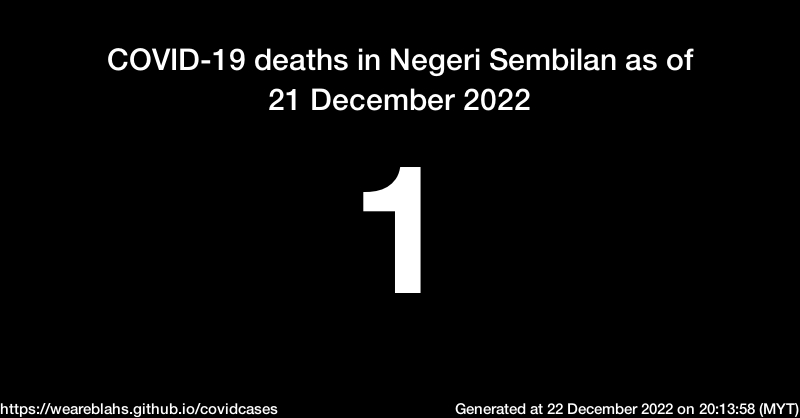 COVID-19 deaths in Negeri Sembilan as of
21 December 2022
1
https://weareblahs.github.io/covidcases
Generated at 22 December 2022 on 20:13:58 (MYT)